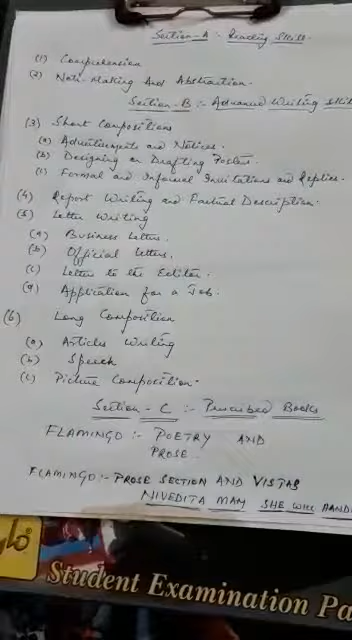 Section-A :- Reading Skills.
(1) Comprehension
(2) Note-Making And Abstraction.
Section-B :- Advanced Writing Skills
(3) Short Compositions
(a) Advertisements and Notices.
(b) Designing or Drafting Posters.
(c) Formal and Informal Invitations and Replies.
(4) Report Writing and Factual Description.
(5) Letter Writing
(a) Business Letters.
(b) Official Letters.
(c) Letter to the Editor.
(d) Application for a Job.
(6) Long Composition
(a) Articles Writing
(b) Speech
(c) Picture Composition.
Section-C :- Prescribed Books
FLAMINGO :- POETRY AND
PROSE.
FLAMINGO :- PROSE SECTION AND VISTAS
NIVEDITA MAM SHE WILL
Student Examination Pa